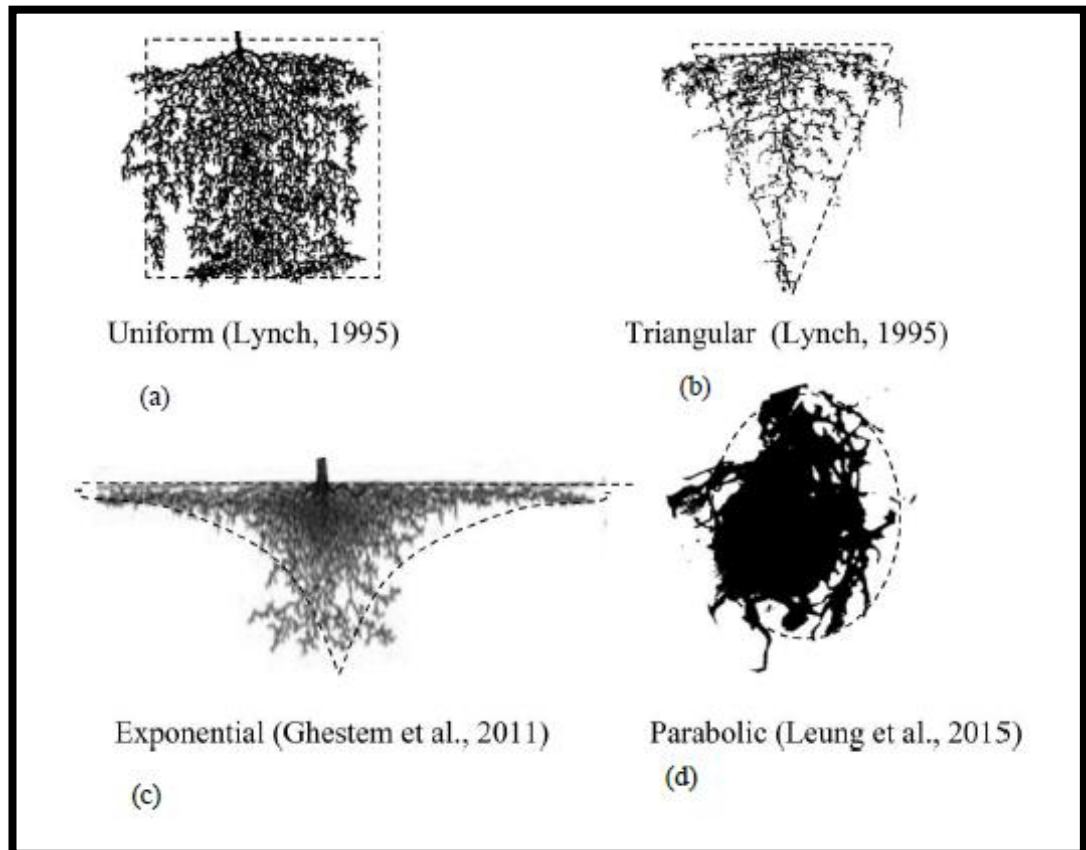 Uniform (Lynch, 1995)
Triangular (Lynch, 1995)
(a)
(b)
Exponential (Ghestem et al., 2011)
Parabolic (Leung et al., 2015)
(c)
(d)